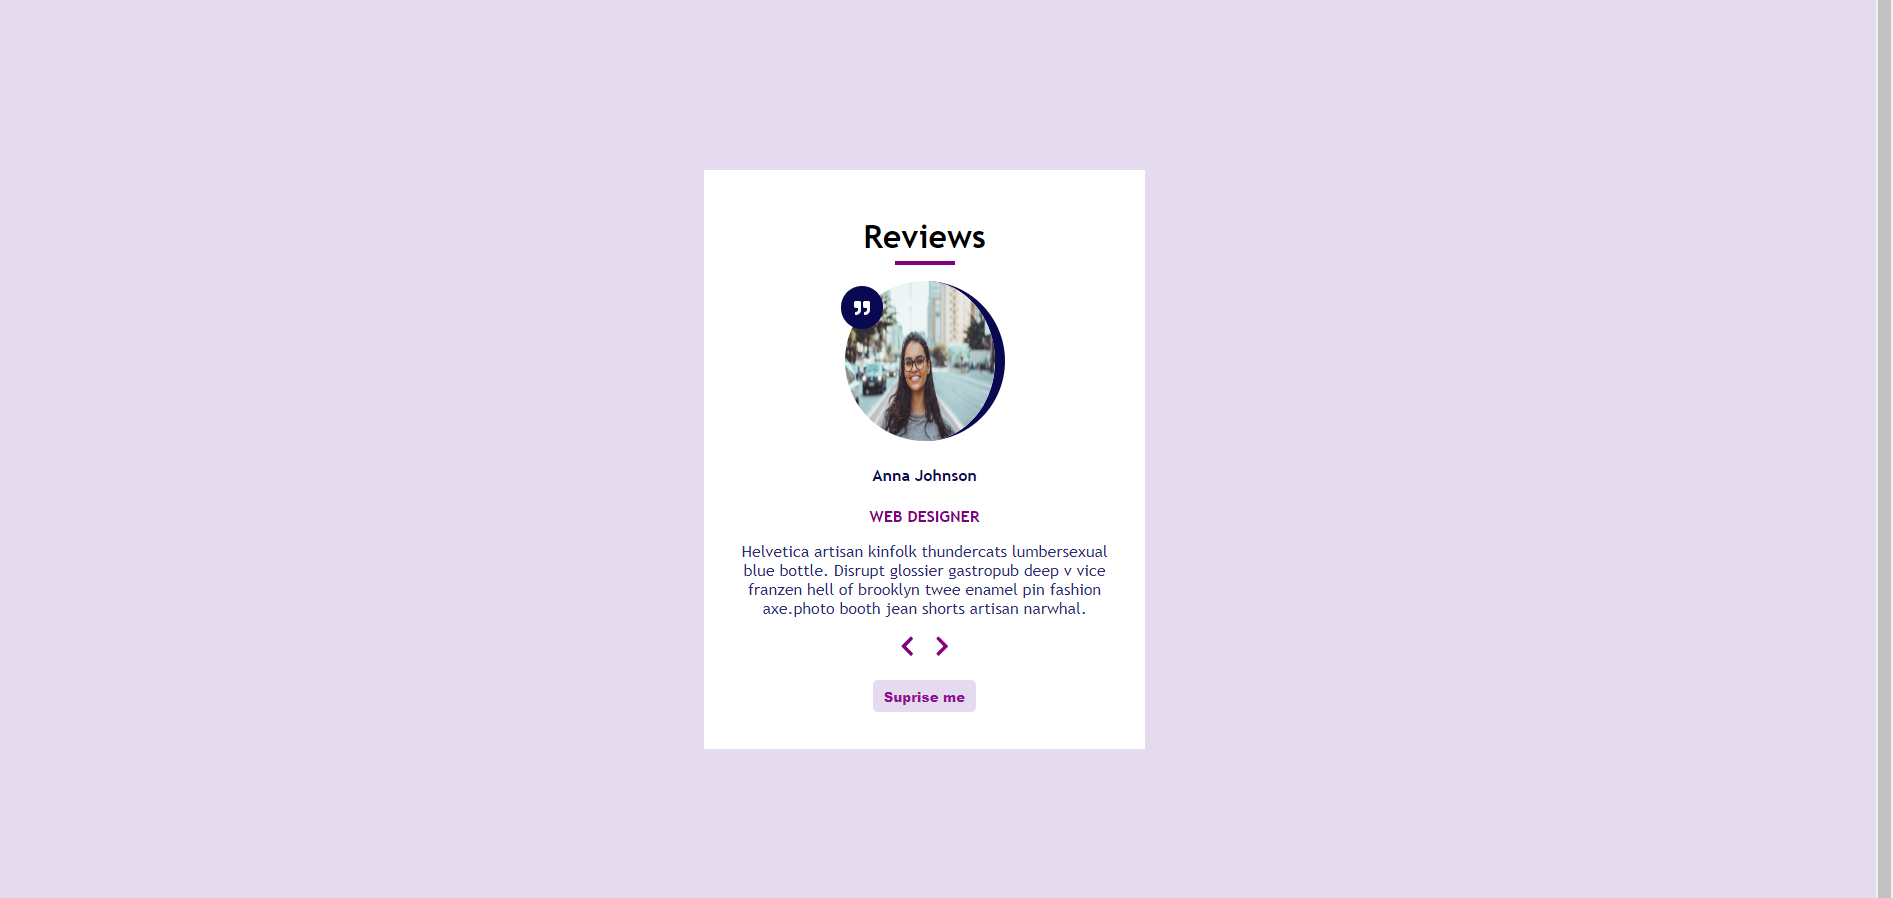 Reviews
Anna Johnson
WEB DESIGNER
Helvetica artisan kinfolk thundercats lumbersexual
blue bottle. Disrupt glossier gastropub deep v vice
franzen hell of brooklyn twee enamel pin fashion
axe.photo booth jean shorts artisan narwhal.
Suprise me